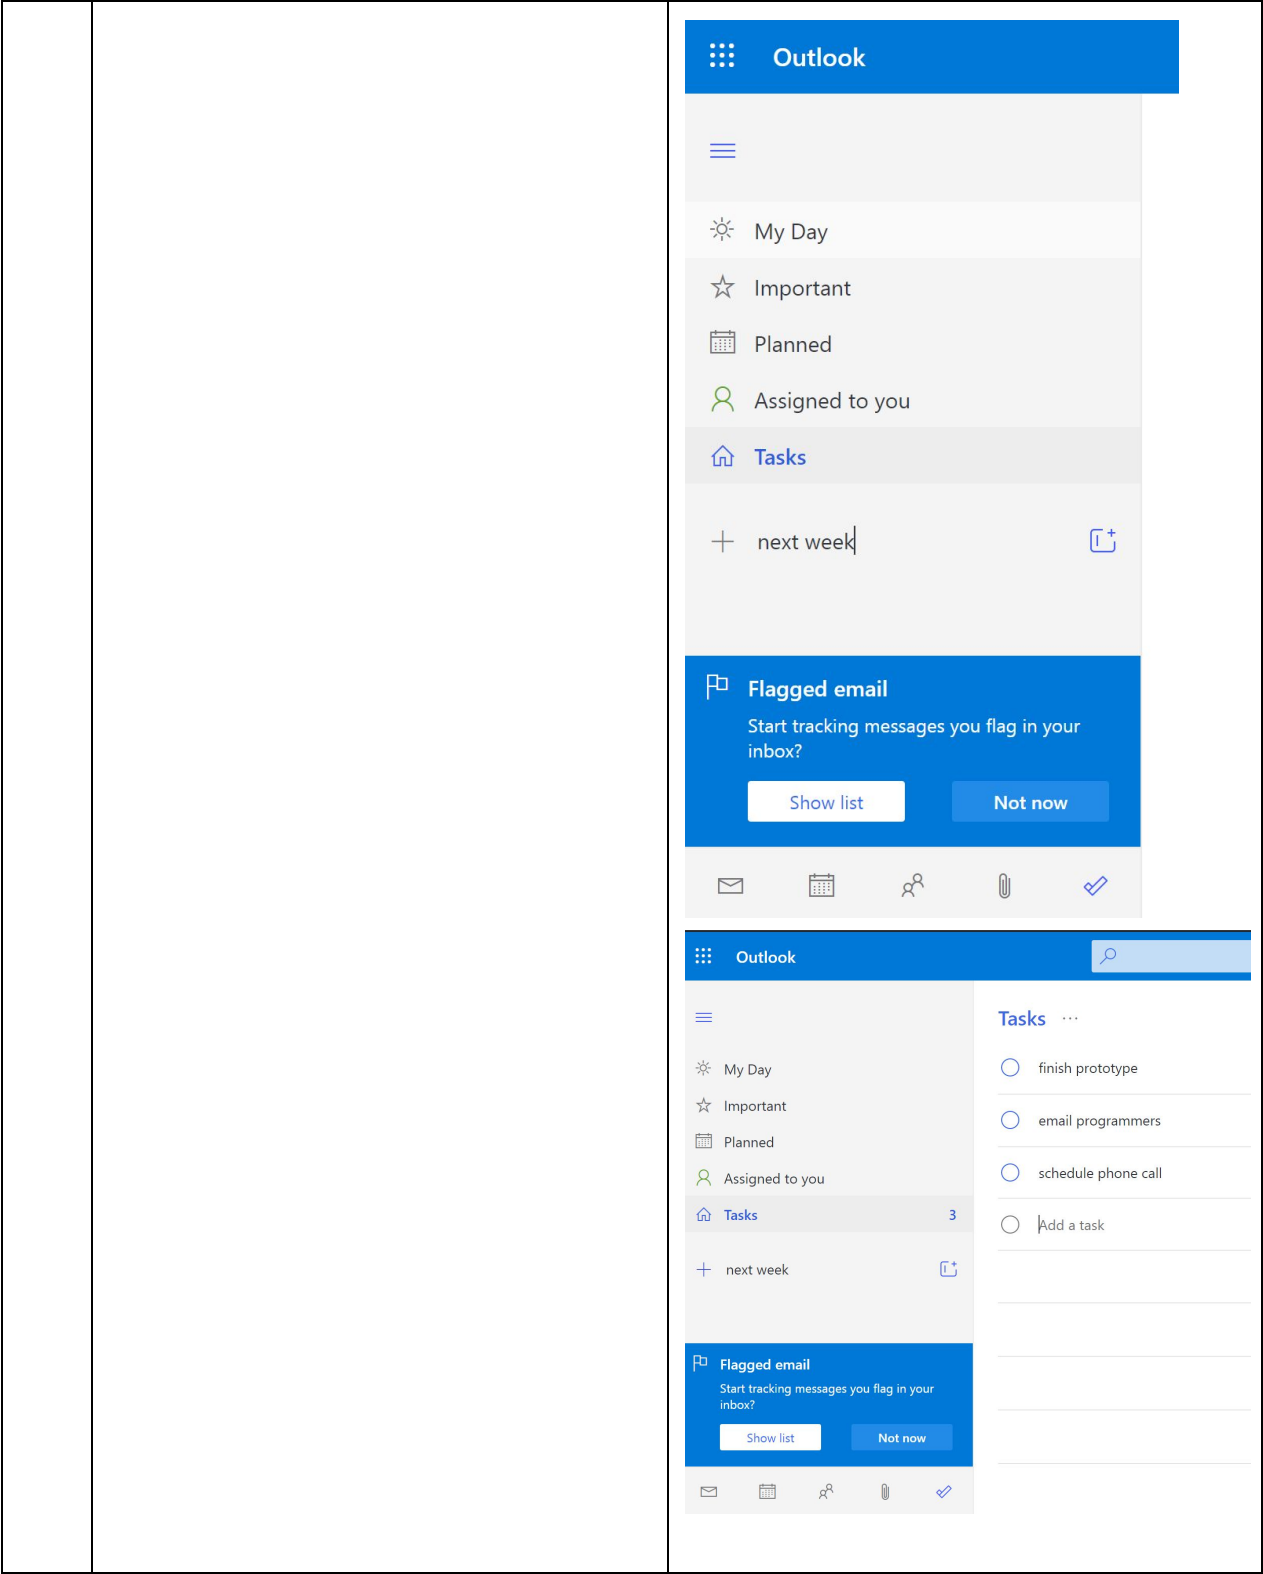 Outlook
My Day
Important
Planned
Assigned to you
Tasks
next week
Flagged email
Start tracking messages you flag in your
inbox?
Show list Not now
Outlook
My Day
Important
Planned
Assigned to you
Tasks 3
next week
Flagged email
Start tracking messages you flag in your
inbox?
Show list Not now
Tasks ...
finish prototype
email programmers
schedule phone call
Add a task